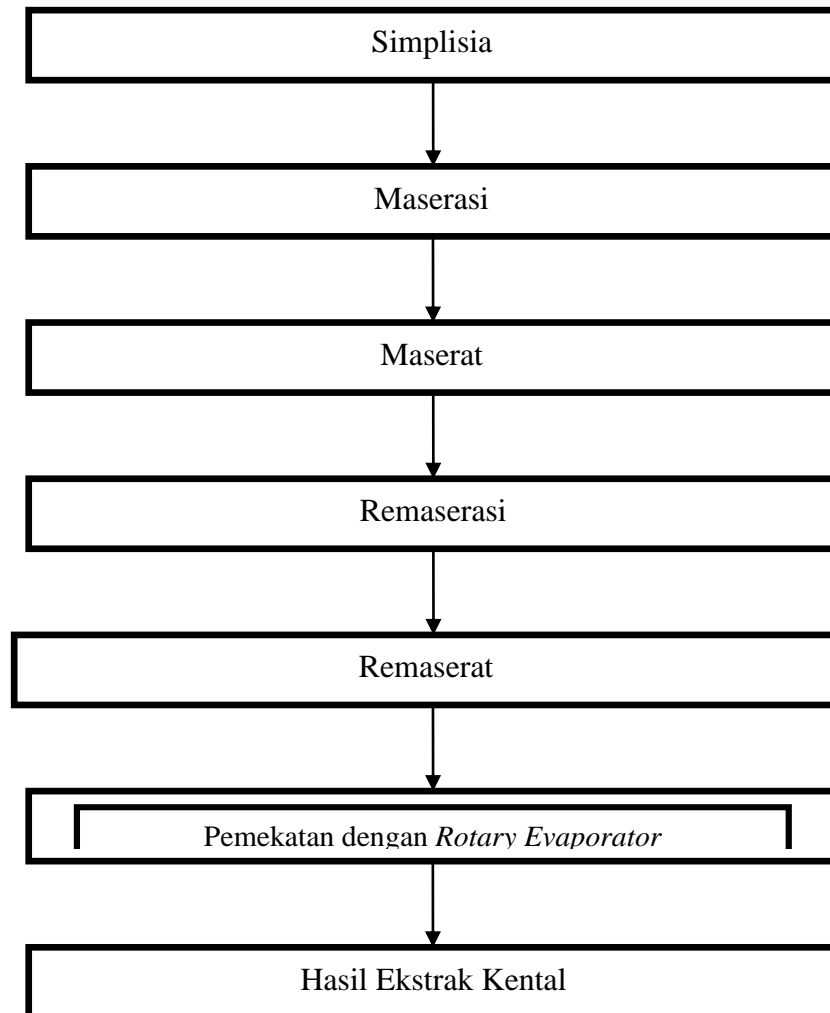 Simplisia
Maserasi
Maserat
Remaserasi
Remaserat
Pemekatan dengan Rotary Evaporator
Hasil Ekstrak Kental